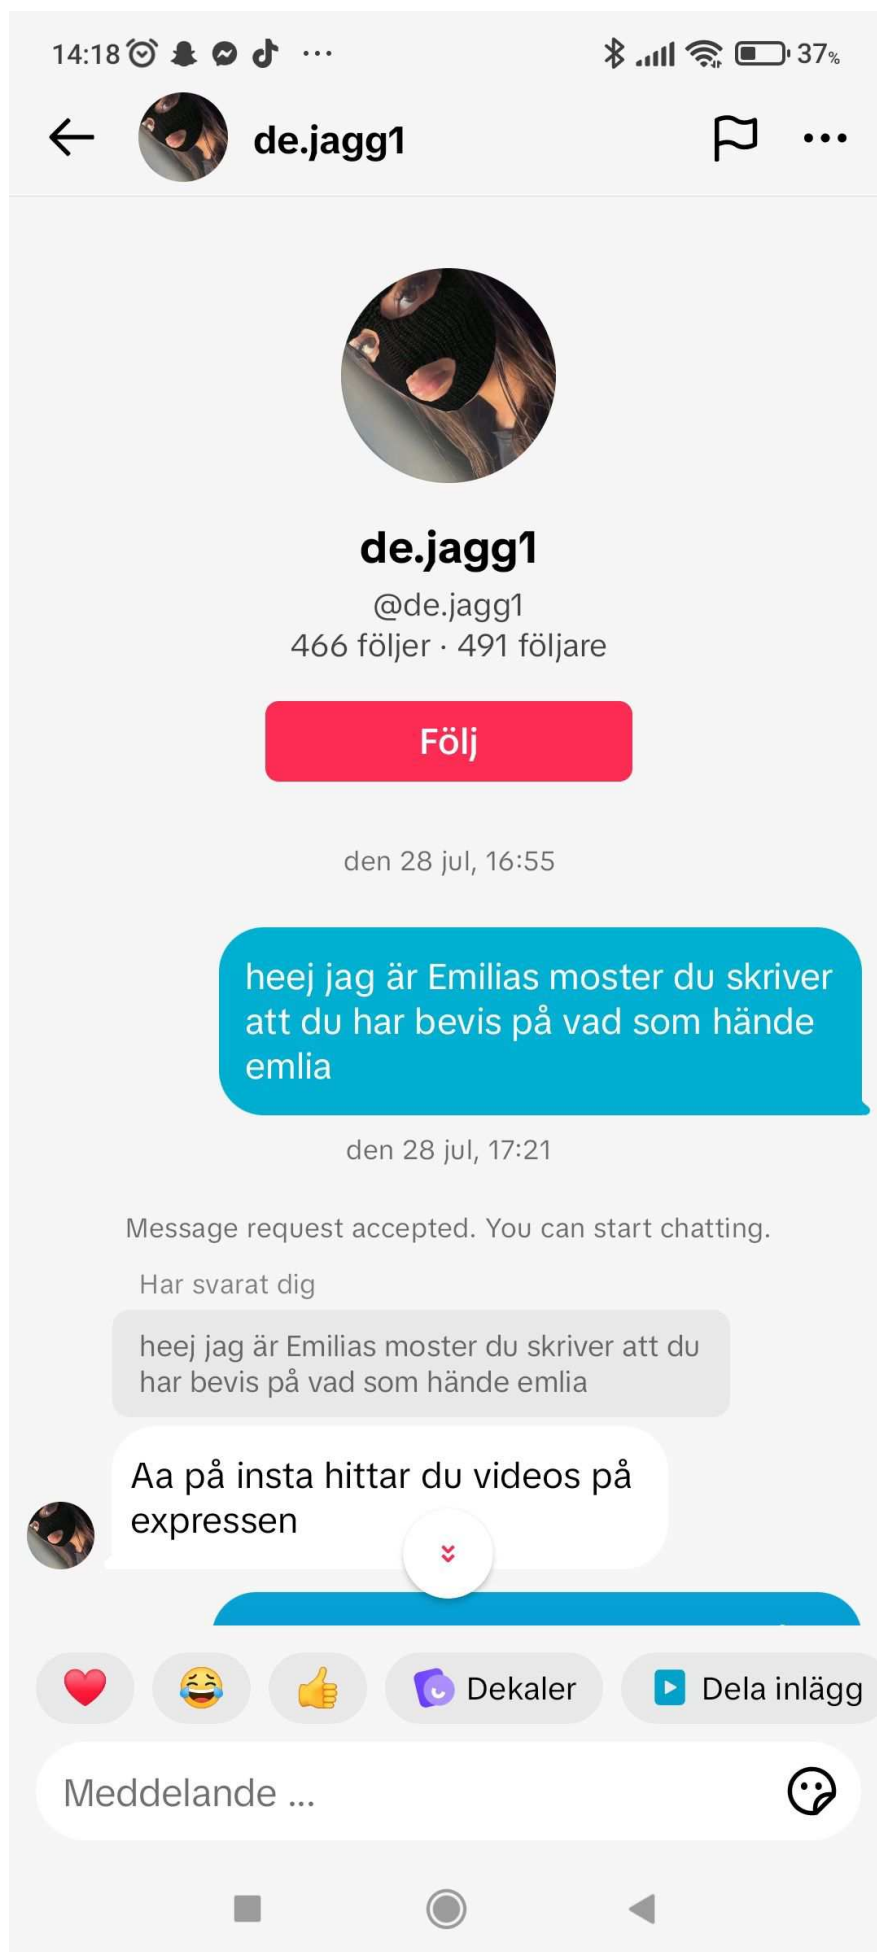 14:18 ... 37%
de.jagg1
de.jagg1
@de.jagg1
466 följer · 491 följare
Följ
den 28 jul, 16:55
heej jag är Emilias moster du skriver
att du har bevis på vad som hände
emlia
den 28 jul, 17:21
Message request accepted. You can start chatting.
Har svarat dig
heej jag är Emilias moster du skriver att du
har bevis på vad som hände emlia
Aa på insta hittar du videos på
expressen
Dekaler
Dela inlägg
Meddelande ...